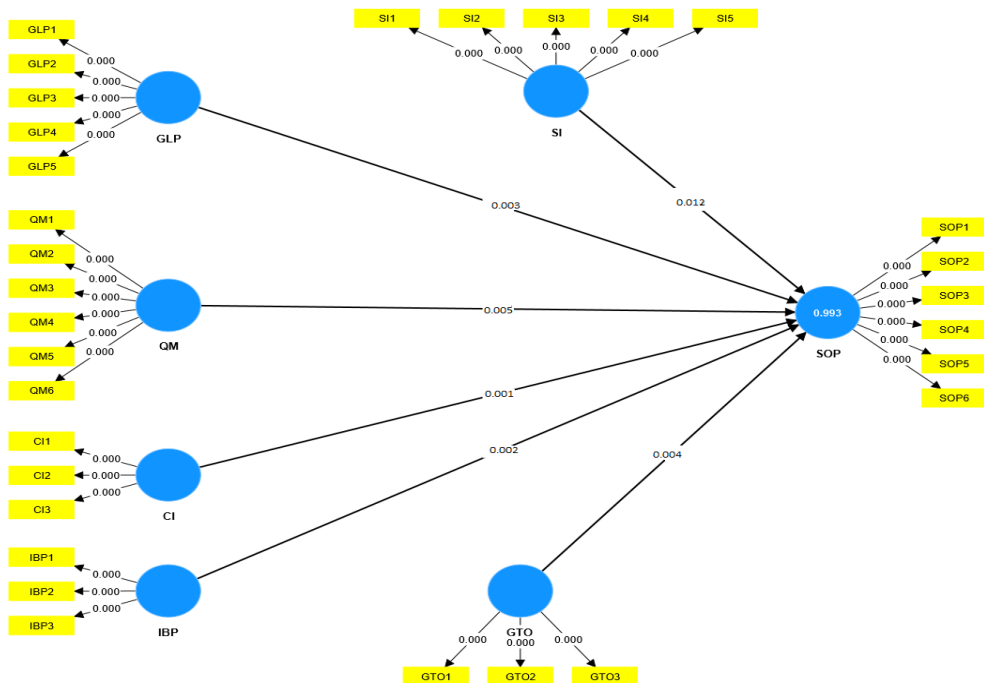 GLP1
GLP2
GLP3
GLP4
GLP5
0.000
0.000
0.000
0.000
0.000
GLP
SI1
SI2
SI3
SI4
SI5
0.000
0.000
0.000
0.000
0.000
SI
QM1
QM2
QM3
QM4
QM5
QM6
0.000
0.000
0.000
0.000
0.000
0.000
QM
CI1
CI2
CI3
0.000
0.000
0.000
CI
IBP1
IBP2
IBP3
0.000
0.000
0.000
IBP
GTO
0.000
0.000
0.000
GTO1
GTO2
GTO3
0.003
0.012
0.005
0.001
0.002
0.004
0.993
SOP
0.000
0.000
0.000
0.000
0.000
0.000
SOP1
SOP2
SOP3
SOP4
SOP5
SOP6